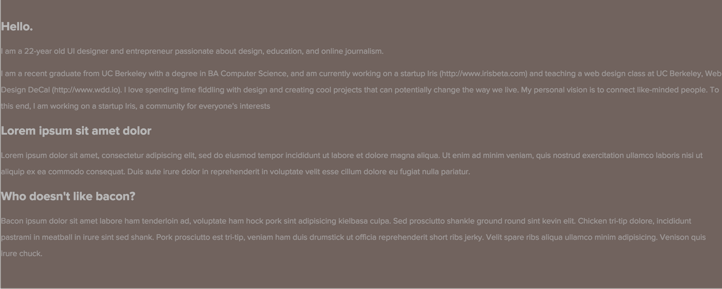 Hello.
I am a 22-year old UI designer and entrepreneur passionate about design, education, and online journalism.
I am a recent graduate from UC Berkeley with a degree in BA Computer Science, and am currently working on a startup Iris (http://www.irisbeta.com) and teaching a web design class at UC Berkeley, Web
Design DeCal (http://www.wdd.io). I love spending time fiddling with design and creating cool projects that can potentially change the way we live. My personal vision is to connect like-minded people. To
this end, i am working on a startup iris, a community for everyone's interests
Lorem ipsum sit amet dolor
Lorem ipsum dolor sit amet, consectetur adipiscing elit, sed do eiusmod tempor incididunt ut labore et dolore magna aliqua. Ut enim ad minim veniam, quis nostrud exercitation ullamco laboris nisi ut
aliquip ex ea commodo consequat. Duis aute irure dolor in reprehenderit in voluptate velit esse cillum dolore eu fugiat nulla pariatur.
Who doesn't like bacon?
Bacon ipsum dolor sit amet labore ham tenderloin ad, voluptate ham hock pork sint adipisicing kielbasa culpa. Sed prosciutto shankle ground round sint kevin elit. Chicken tri-tip dolore, incididunt
pastrami in meatball in irure sint sed shank. Pork prosciutto est tri-tip, veniam ham duis drumstick ut officia reprehenderit short ribs jerky. Velit spare ribs aliqua ullamco minim adipisicing. Venison quis
irure chuck.